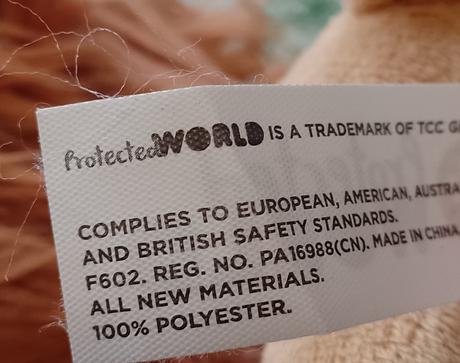 ProtectedWORLD IS A TRADEMARK OF TCC
COMPLIES TO EUROPEAN, AMERICAN,
AND BRITISH SAFETY STANDARDS.
F602. REG. NO. PA16988(CN). MADE IN CHINA.
ALL NEW MATERIALS.
100% POLYESTER.